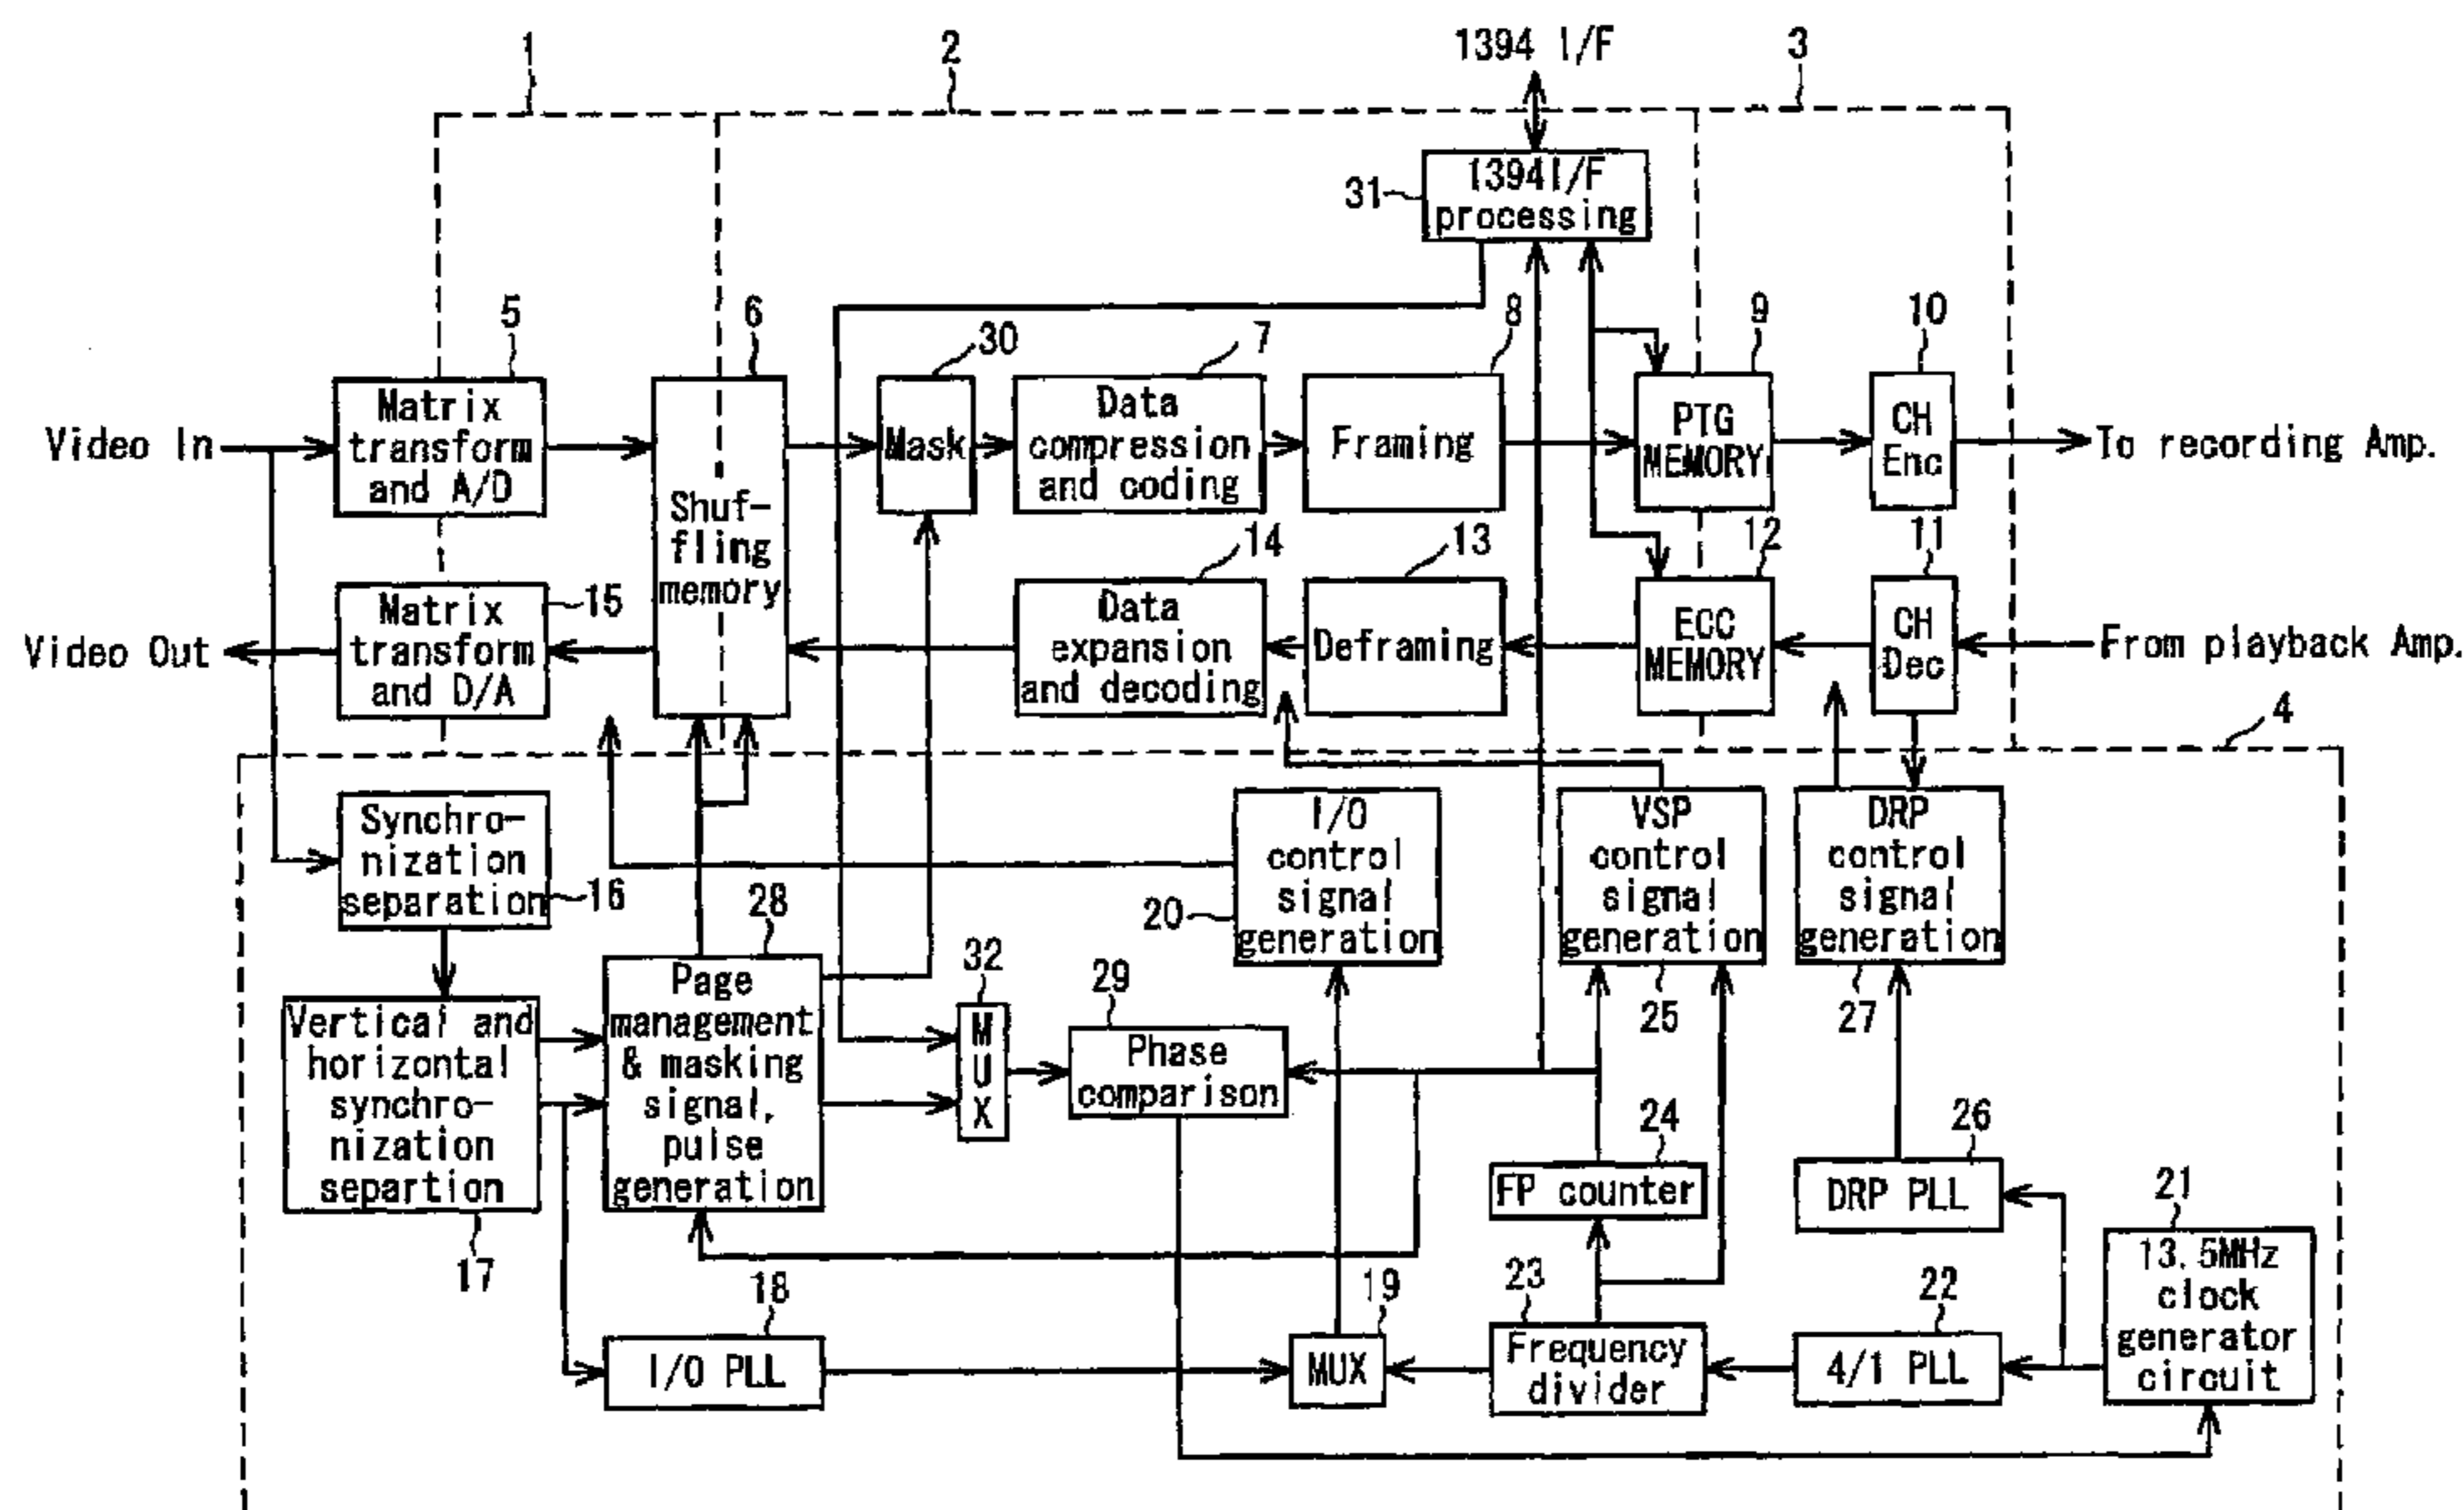 1
2
1394 I/F
3
31
1394I/F
processing
5
6
30
7
8
9
10
Video In
Matrix
transform
and A/D
Mask
Data
compression
and coding
Framing
PTG
MEMORY
CH
Enc
To recording Amp.
Shuf-
fling
memory
14
13
12
11
Video Out
Matrix
transform
and D/A
15
Data
expansion
and decoding
Deframing
ECC
MEMORY
CH
Dec
From playback Amp.
4
Synchro-
nization
separation
16
I/O
control
signal
generation
20
VSP
control
signal
generation
25
DRP
control
signal
generation
27
28
32
29
Vertical and
horizontal
synchro-
nization
separtion
17
Page
management
& masking
signal,
pulse
generation
M
U
X
Phase
comparison
24
FP counter
26
DRP PLL
21
13.5MHz
clock
generator
circuit
18
I/O PLL
19
MUX
23
Frequency
divider
22
4/1 PLL